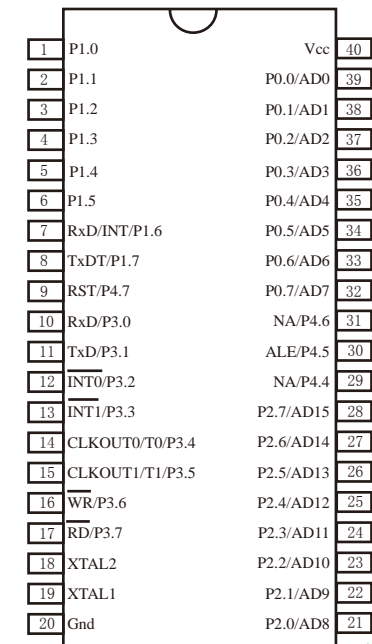 1 P1.0 Vcc 40
2 P1.1 P0.0/AD0 39
3 P1.2 P0.1/AD1 38
4 P1.3 P0.2/AD2 37
5 P1.4 P0.3/AD3 36
6 P1.5 P0.4/AD4 35
7 RxD/INT/P1.6 P0.5/AD5 34
8 TxDT/P1.7 P0.6/AD6 33
9 RST/P4.7 P0.7/AD7 32
10 RxD/P3.0 NA/P4.6 31
11 TxD/P3.1 ALE/P4.5 30
12 INT0/P3.2 NA/P4.4 29
13 INT1/P3.3 P2.7/AD15 28
14 CLKOUT0/T0/P3.4 P2.6/AD14 27
15 CLKOUT1/T1/P3.5 P2.5/AD13 26
16 WR/P3.6 P2.4/AD12 25
17 RD/P3.7 P2.3/AD11 24
18 XTAL2 P2.2/AD10 23
19 XTAL1 P2.1/AD9 22
20 Gnd P2.0/AD8 21